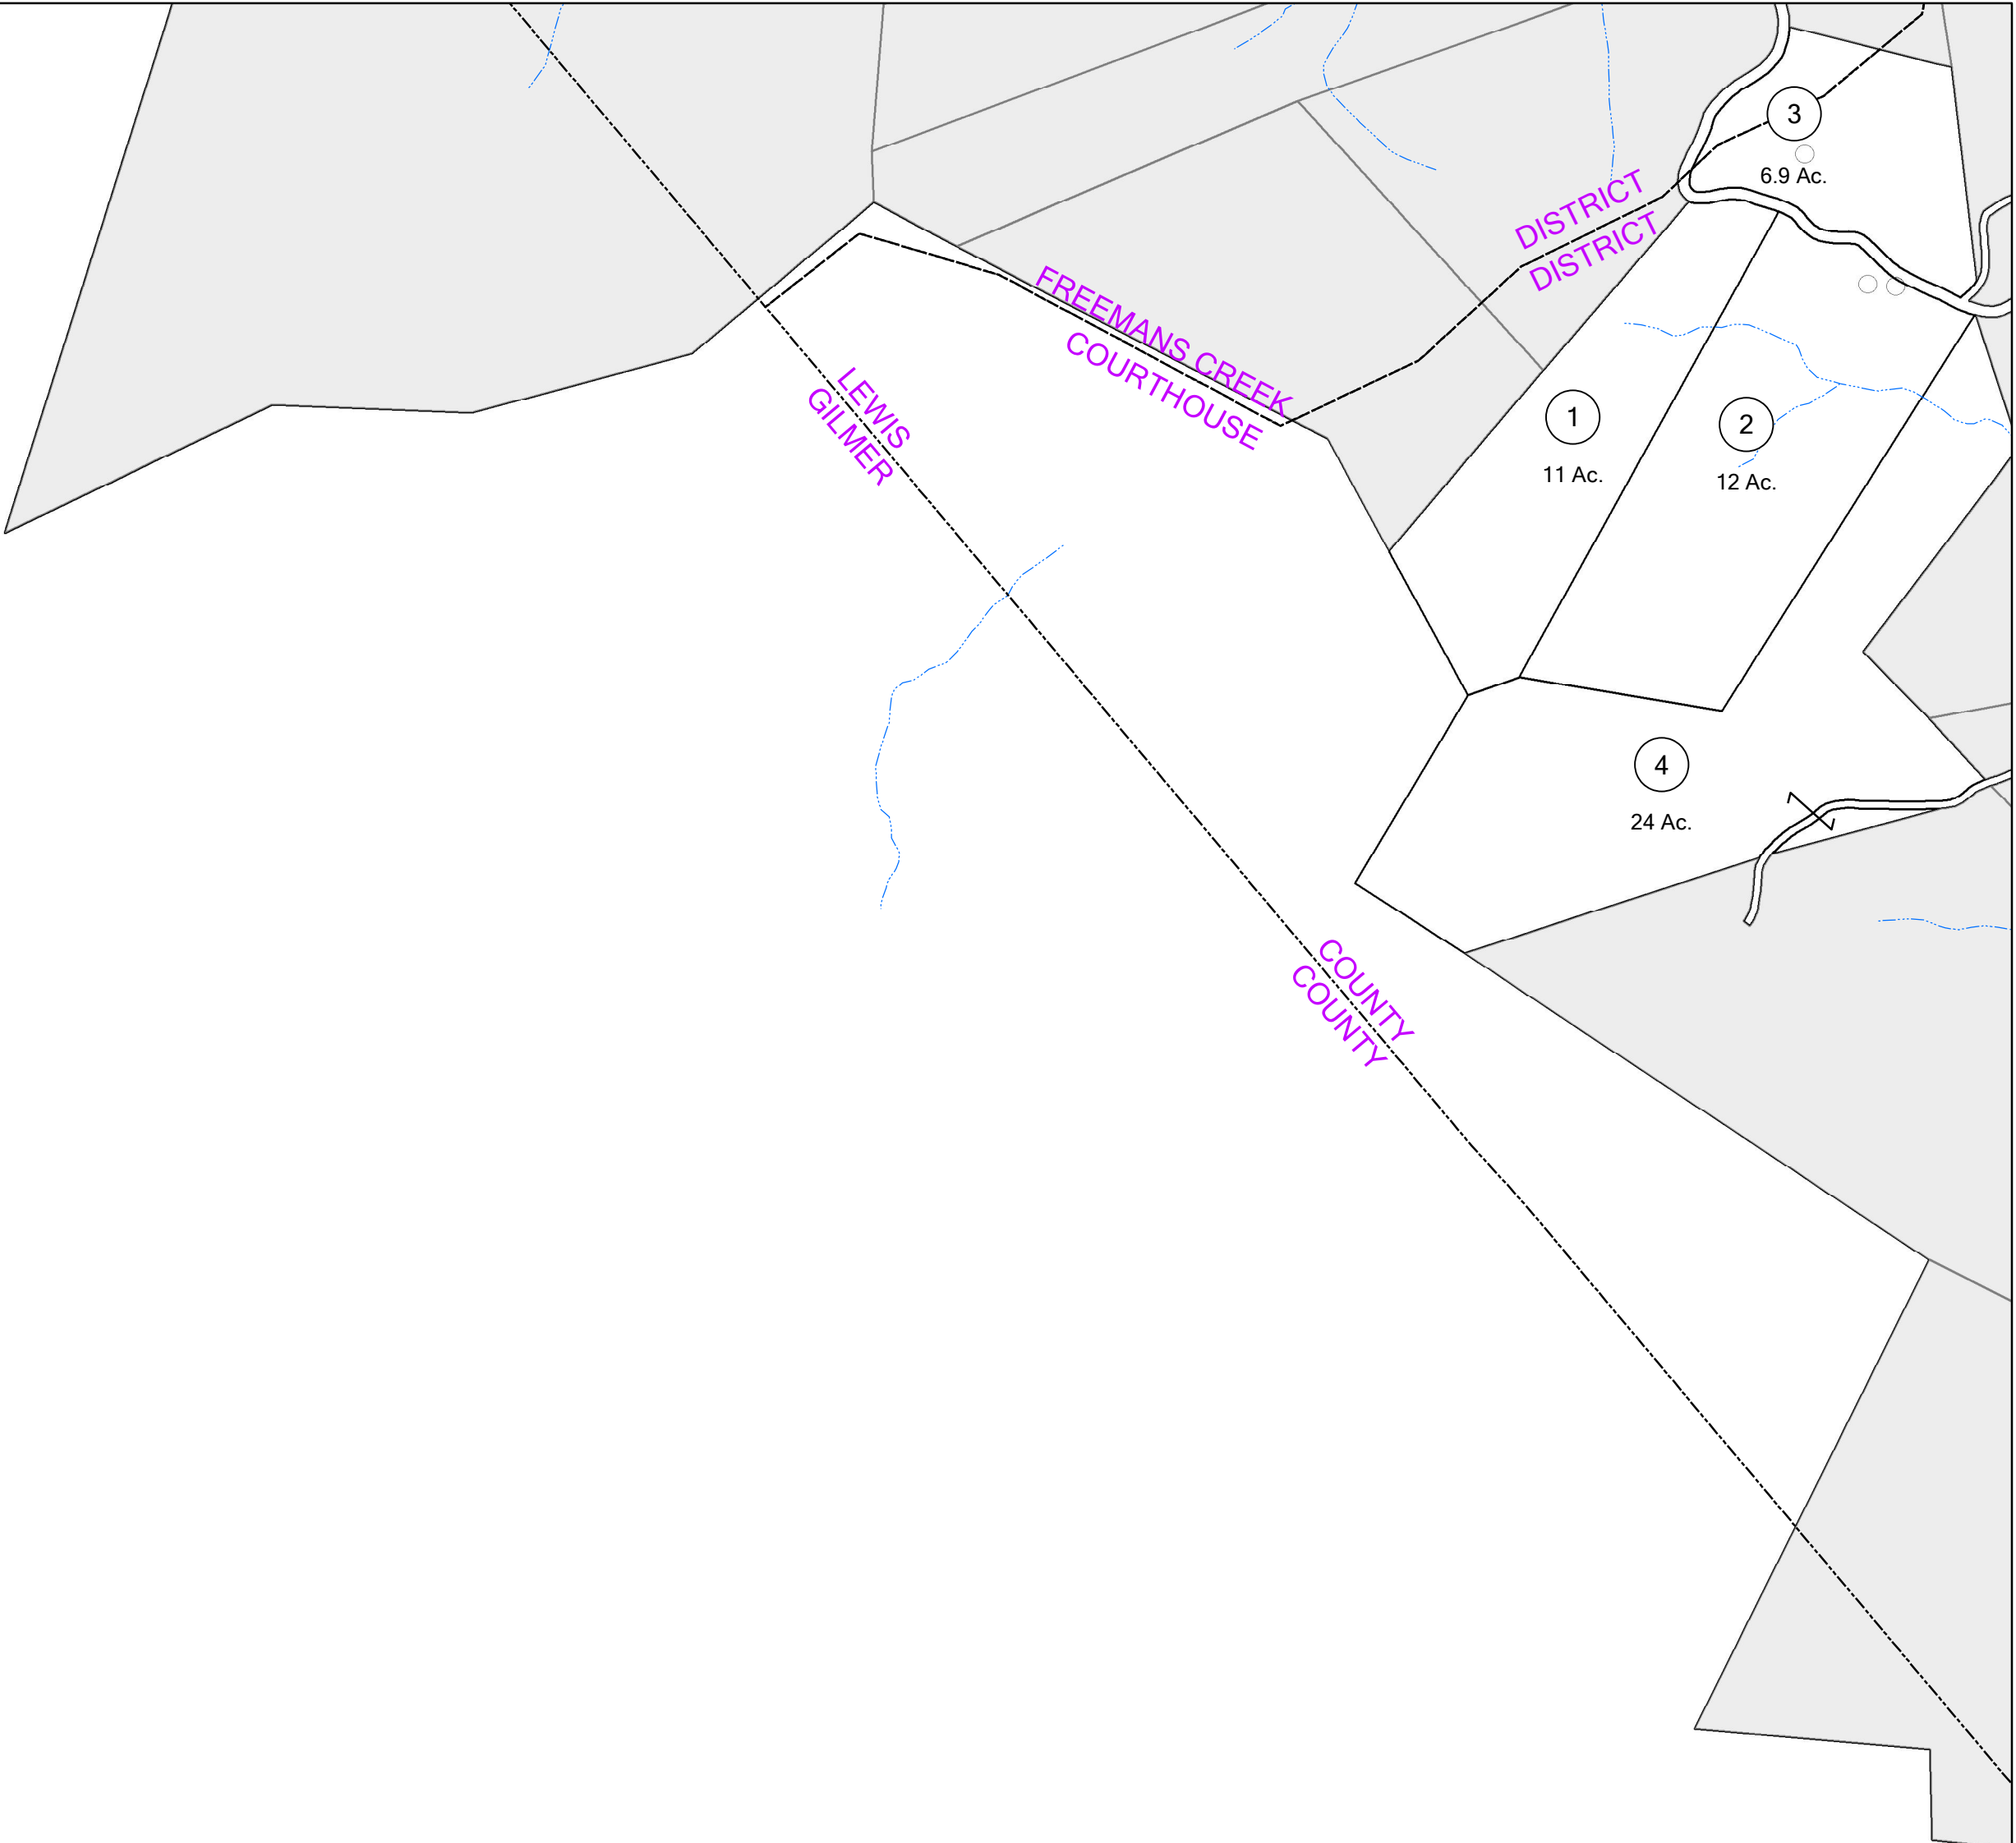 3
6.9 Ac.
DISTRICT
DISTRICT
FREEMANS CREEK
COURTHOUSE
LEWIS
GILMER
1
11 Ac.
2
12 Ac.
4
24 Ac.
COUNTY
COUNTY